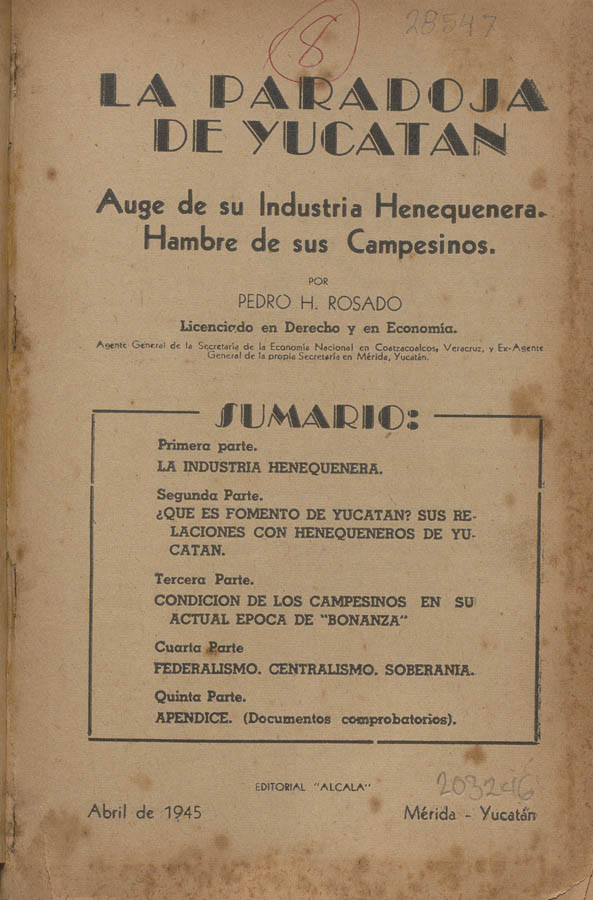 8
28547
LA PARADOJA
DE YUCATAN
Auge de su Industria Henequenera.
Hambre de sus Campesinos.
POR
PEDRO H. ROSADO
Licenciado en Derecho y en Economía.
Agente General de la Secretaría de la Economía Nacional en Coatzacoalcos, Veracruz, y Ex-Agente
General de la propia Secretaría en Mérida, Yucatán.
SUMARIO:
Primera parte.
LA INDUSTRIA HENEQUENERA.
Segunda Parte.
¿QUE ES FOMENTO DE YUCATAN? SUS RE-
LACIONES CON HENEQUENEROS DE YU-
CATAN.
Tercera Parte.
CONDICION DE LOS CAMPESINOS EN SU
ACTUAL EPOCA DE "BONANZA"
Cuarta Parte
FEDERALISMO. CENTRALISMO. SOBERANIA.
Quinta Parte.
APENDICE. (Documentos comprobatorios).
EDITORIAL "ALCALA"
203246
Abril de 1945
Mérida - Yucatán